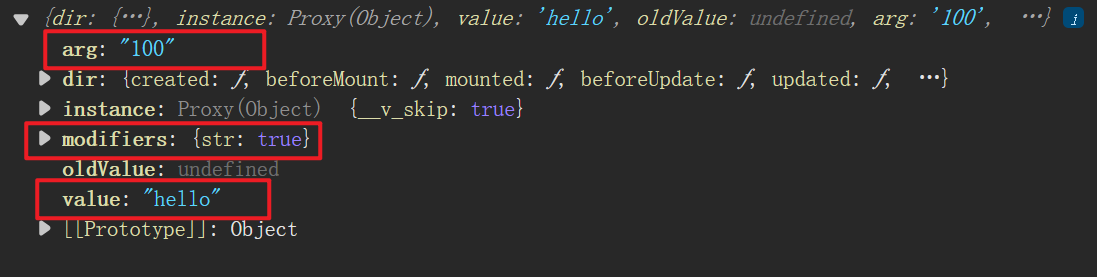 {dir: {…}, instance: Proxy(Object), value: 'hello', oldValue: undefined, arg: '100', …} i
arg: "100"
dir: {created: ƒ, beforeMount: ƒ, mounted: ƒ, beforeUpdate: ƒ, updated: ƒ, …}
instance: Proxy(Object) {__v_skip: true}
modifiers: {str: true}
oldValue: undefined
value: "hello"
[[Prototype]]: Object